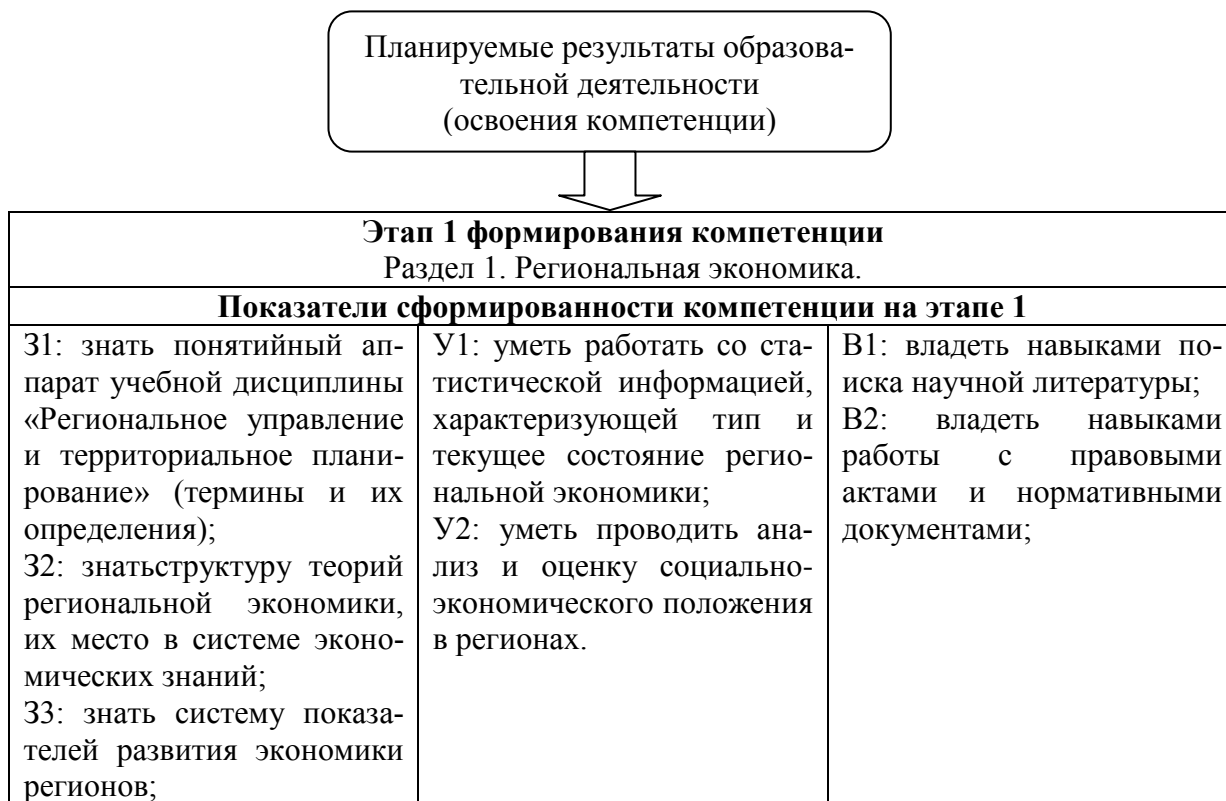 Планируемые результаты образова-
тельной деятельности
(освоения компетенции)
Этап 1 формирования компетенции
Раздел 1. Региональная экономика.
Показатели сформированности компетенции на этапе 1
З1: знать понятийный ап-
парат учебной дисциплины
«Региональное управление
и территориальное плани-
рование» (термины и их
определения);
З2: знатьструктуру теорий
региональной экономики,
их место в системе эконо-
мических знаний;
З3: знать систему показа-
телей развития экономики
регионов;
У1: уметь работать со ста-
тистической информацией,
характеризующей тип и
текущее состояние регио-
нальной экономики;
У2: уметь проводить ана-
лиз и оценку социально-
экономического положения
в регионах.
В1: владеть навыками по-
иска научной литературы;
В2: владеть навыками
работы с правовыми
актами и нормативными
документами;